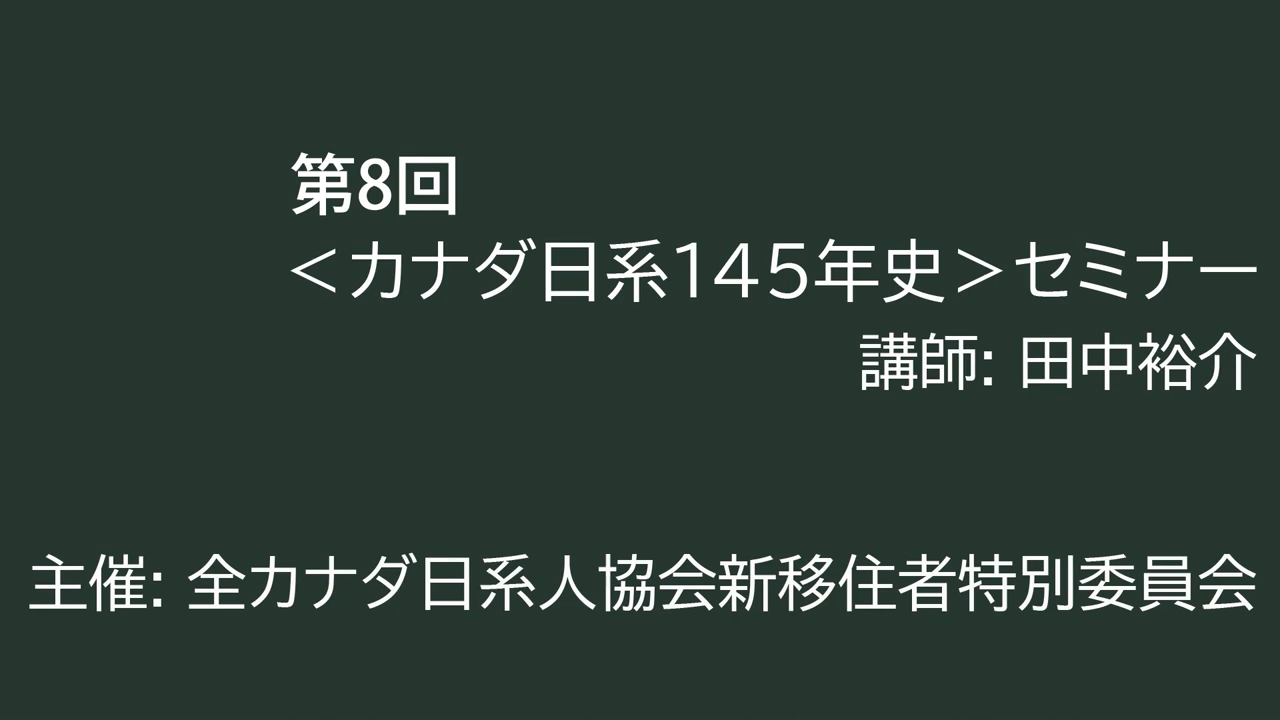 第8回
＜カナダ日系145年史＞セミナー
講師: 田中裕介
主催: 全カナダ日系人協会新移住者特別委員会